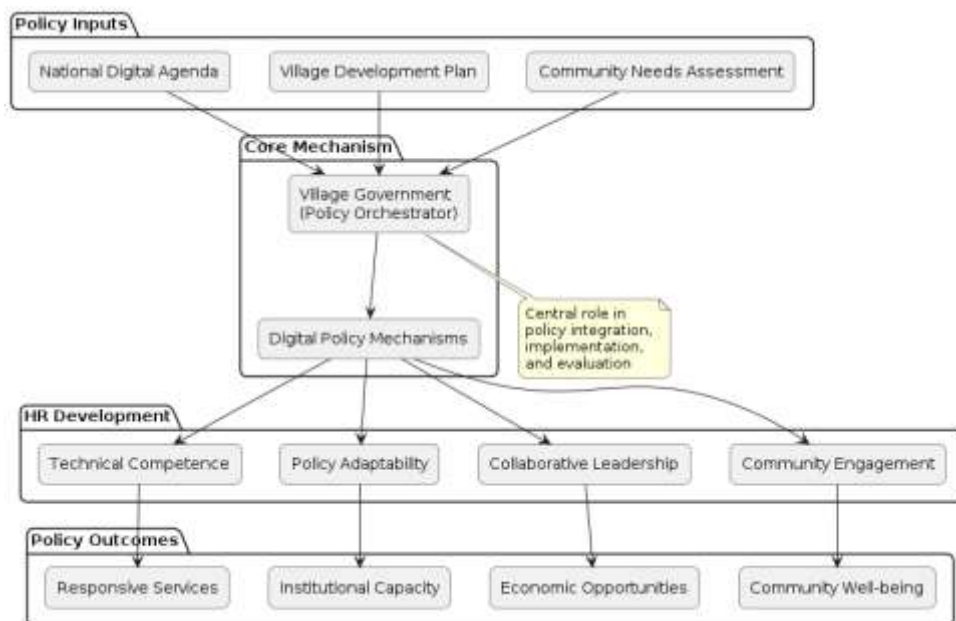 Policy Inputs
National Digital Agenda
Village Development Plan
Community Needs Assessment
Core Mechanism
Village Government
(Policy Orchestrator)
Central role in
policy integration,
implementation,
and evaluation
Digital Policy Mechanisms
HR Development
Technical Competence
Policy Adaptability
Collaborative Leadership
Community Engagement
Policy Outcomes
Responsive Services
Institutional Capacity
Economic Opportunities
Community Well-being